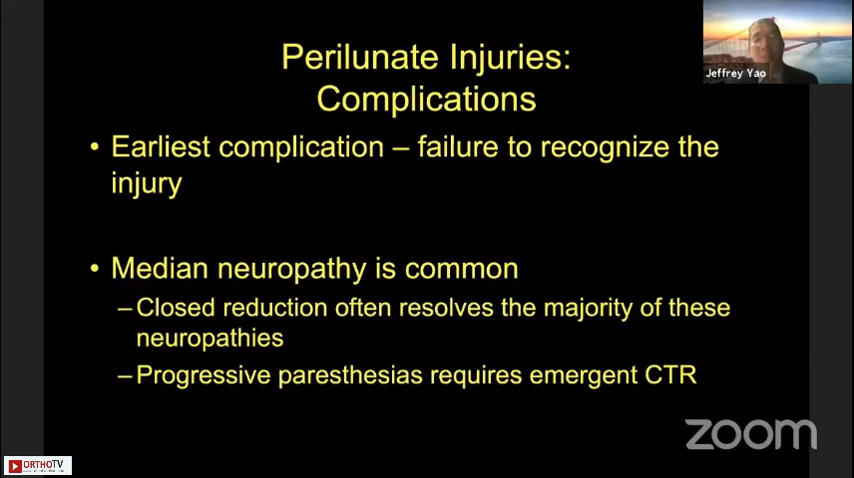 Perilunate Injuries:
Complications
Jeffrey Yao
• Earliest complication – failure to recognize the
injury
• Median neuropathy is common
–Closed reduction often resolves the majority of these
neuropathies
–Progressive paresthesias requires emergent CTR
zoom
ORTHOTV